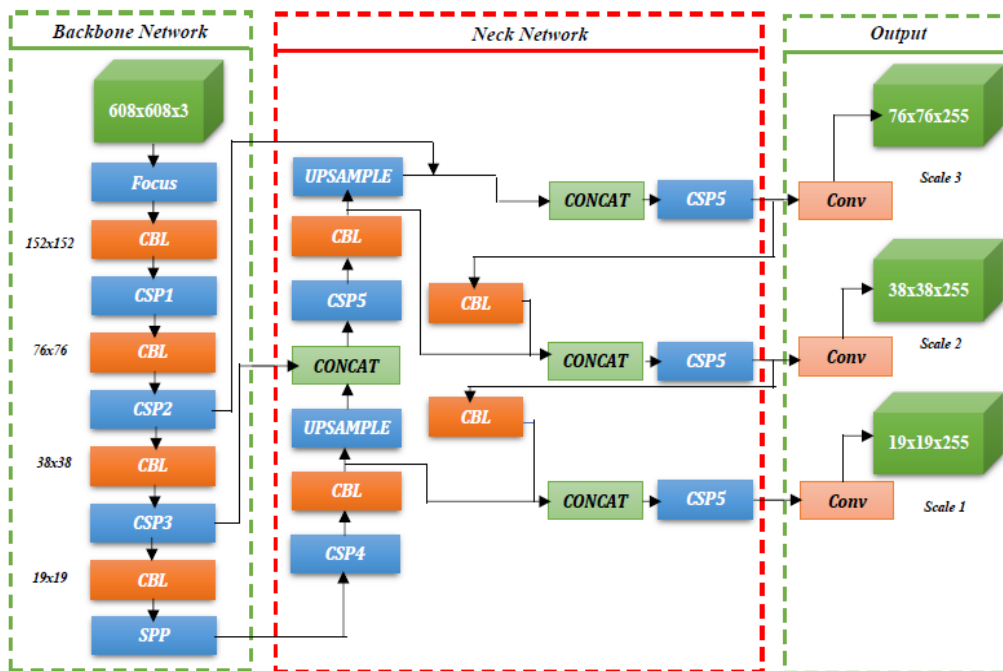 Backbone Network
608x608x3
Focus
152x152
CBL
CSP1
76x76
CBL
CSP2
38x38
CBL
CSP3
19x19
CBL
SPP
Neck Network
UPSAMPLE
CBL
CSP5
CONCAT
UPSAMPLE
CBL
CSP4
CONCAT
CSP5
CBL
CONCAT
CSP5
CBL
CONCAT
CSP5
Output
76x76x255
Scale 3
Conv
38x38x255
Scale 2
Conv
19x19x255
Scale 1
Conv